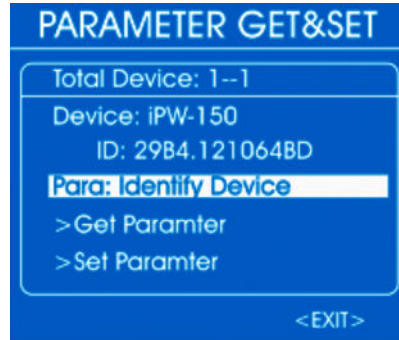 PARAMETER GET&SET
Total Device: 1--1
Device: iPW-150
ID: 29B4.121064BD
Para: Identify Device
>Get Paramter
>Set Paramter
<EXIT>